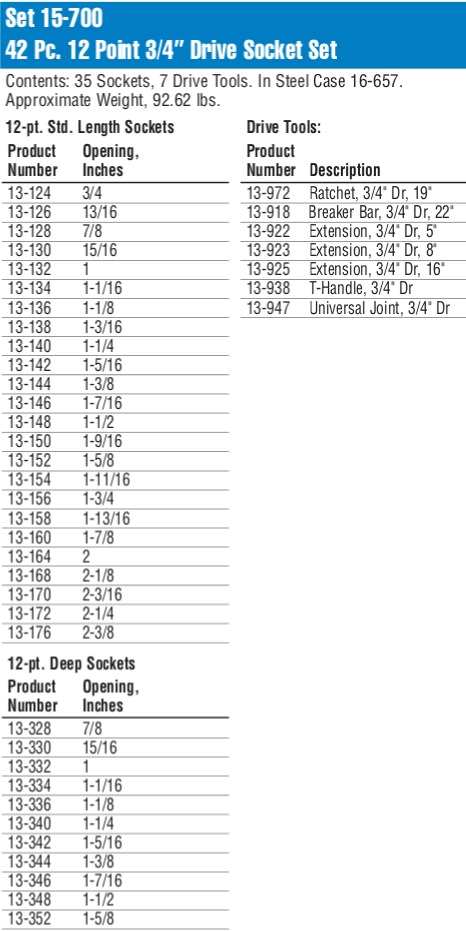 Set 15-700
42 Pc. 12 Point 3/4" Drive Socket Set
Contents: 35 Sockets, 7 Drive Tools. In Steel Case 16-657.
Approximate Weight, 92.62 lbs.
12-pt. Std. Length Sockets
Product Opening,
Number Inches
13-124 3/4
13-126 13/16
13-128 7/8
13-130 15/16
13-132 1
13-134 1-1/16
13-136 1-1/8
13-138 1-3/16
13-140 1-1/4
13-142 1-5/16
13-144 1-3/8
13-146 1-7/16
13-148 1-1/2
13-150 1-9/16
13-152 1-5/8
13-154 1-11/16
13-156 1-3/4
13-158 1-13/16
13-160 1-7/8
13-164 2
13-168 2-1/8
13-170 2-3/16
13-172 2-1/4
13-176 2-3/8
12-pt. Deep Sockets
Product Opening,
Number Inches
13-328 7/8
13-330 15/16
13-332 1
13-334 1-1/16
13-336 1-1/8
13-340 1-1/4
13-342 1-5/16
13-344 1-3/8
13-346 1-7/16
13-348 1-1/2
13-352 1-5/8
Drive Tools:
Product
Number Description
13-972 Ratchet, 3/4" Dr, 19"
13-918 Breaker Bar, 3/4" Dr, 22"
13-922 Extension, 3/4" Dr, 5"
13-923 Extension, 3/4" Dr, 8"
13-925 Extension, 3/4" Dr, 16"
13-938 T-Handle, 3/4" Dr
13-947 Universal Joint, 3/4" Dr